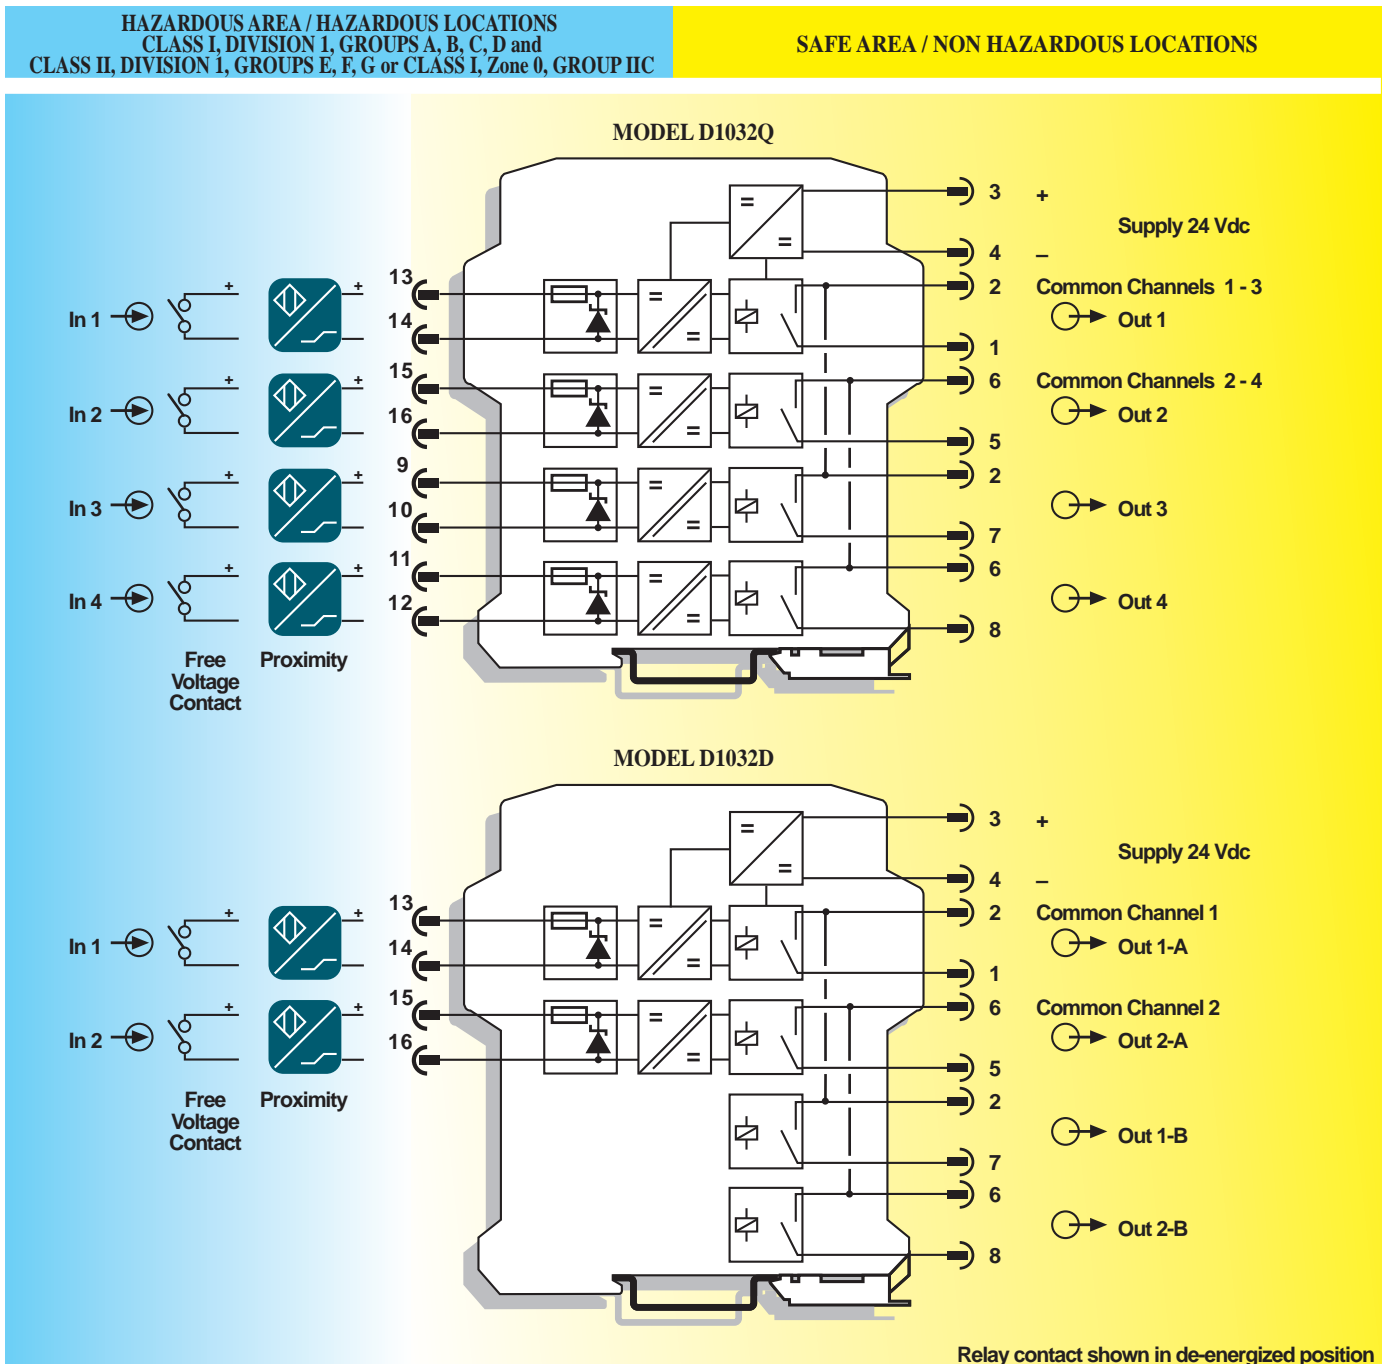 HAZARDOUS AREA / HAZARDOUS LOCATIONS
CLASS I, DIVISION 1, GROUPS A, B, C, D and
CLASS II, DIVISION 1, GROUPS E, F, G or CLASS I, Zone 0, GROUP IIC
SAFE AREA / NON HAZARDOUS LOCATIONS
MODEL D1032Q
3 +
Supply 24 Vdc
4 –
In 1
+
+
13
14
2 Common Channels 1 - 3
Out 1
1
In 2
+
+
15
16
6 Common Channels 2 - 4
Out 2
5
In 3
+
+
9
10
2
Out 3
7
In 4
+
+
11
12
6
Out 4
8
Free
Voltage
Contact
Proximity
MODEL D1032D
3 +
Supply 24 Vdc
4 –
In 1
+
+
13
14
2 Common Channel 1
Out 1-A
1
In 2
+
+
15
16
6 Common Channel 2
Out 2-A
5
Free
Voltage
Contact
Proximity
2
Out 1-B
7
6
Out 2-B
8
Relay contact shown in de-energized position